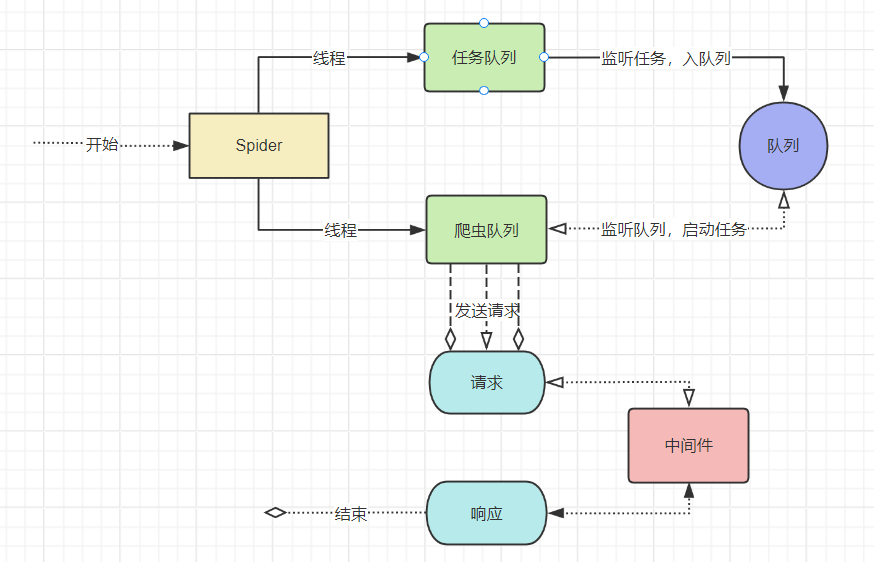 线程
任务队列
监听任务，入队列
开始
Spider
队列
线程
爬虫队列
监听队列，启动任务
发送请求
请求
中间件
结束
响应